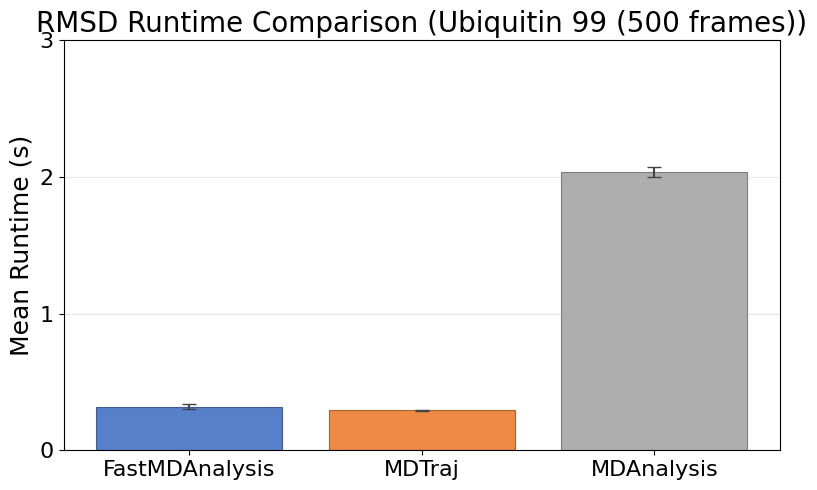 RMSD Runtime Comparison (Ubiquitin 99 (500 frames))
Mean Runtime (s)
3
2
1
0
FastMDAnalysis
MDTraj
MDAnalysis